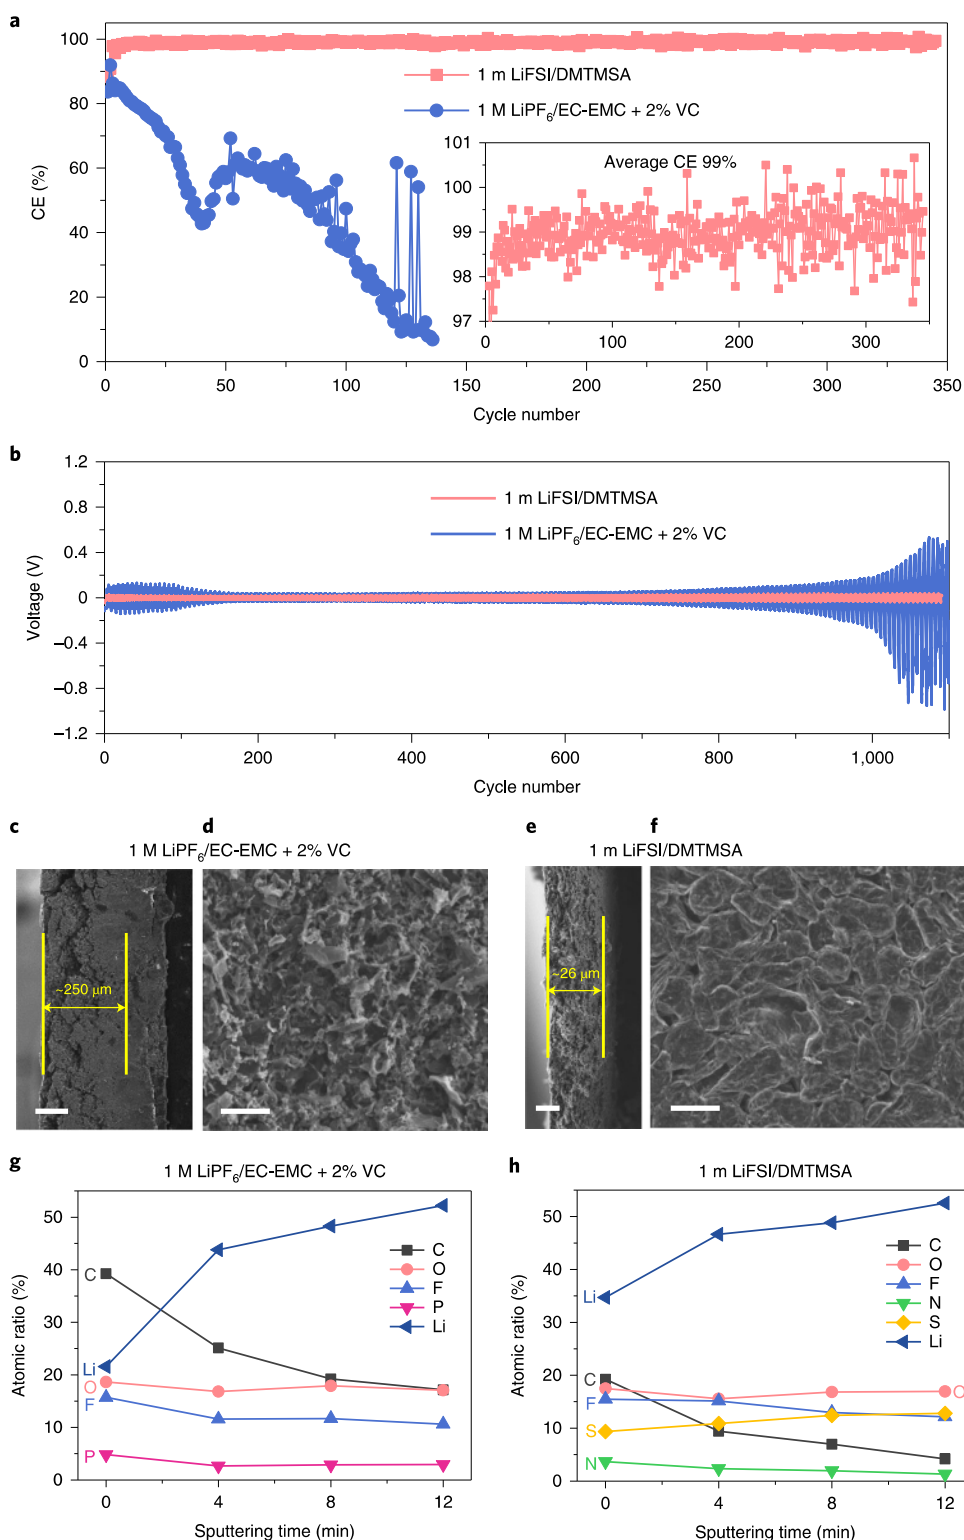 a
100
80
60
40
20
0
CE (%)
1 m LiFSI/DMTMSA
1 M LiPF6/EC-EMC + 2% VC
Average CE 99%
101
100
99
98
97
0 100 200 300
0 50 100 150 200 250 300 350
Cycle number
b
1.2
0.8
0.4
0
–0.4
–0.8
–1.2
Voltage (V)
1 m LiFSI/DMTMSA
1 M LiPF6/EC-EMC + 2% VC
0 200 400 600 800 1,000
Cycle number
c d e f
1 M LiPF6/EC-EMC + 2% VC
1 m LiFSI/DMTMSA
~250 μm
~26 μm
g
1 M LiPF6/EC-EMC + 2% VC
50
40
30
20
10
0
Atomic ratio (%)
C
Li
O
F
P
C
O
F
P
Li
0 4 8 12
Sputtering time (min)
h
1 m LiFSI/DMTMSA
50
40
30
20
10
0
Atomic ratio (%)
Li
C
F
S
N
O
C
O
F
N
S
Li
0 4 8 12
Sputtering time (min)